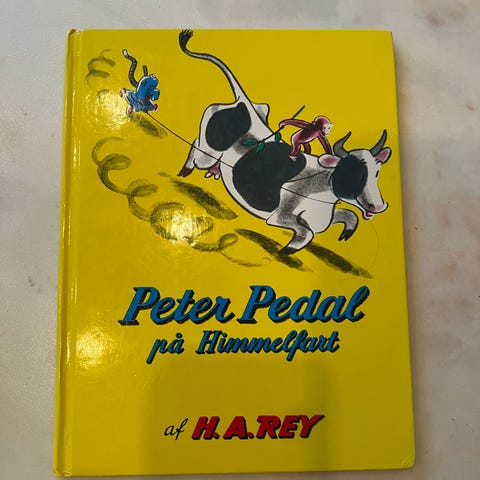 Peter Pedal
på Himmelfart
af H.A.REY